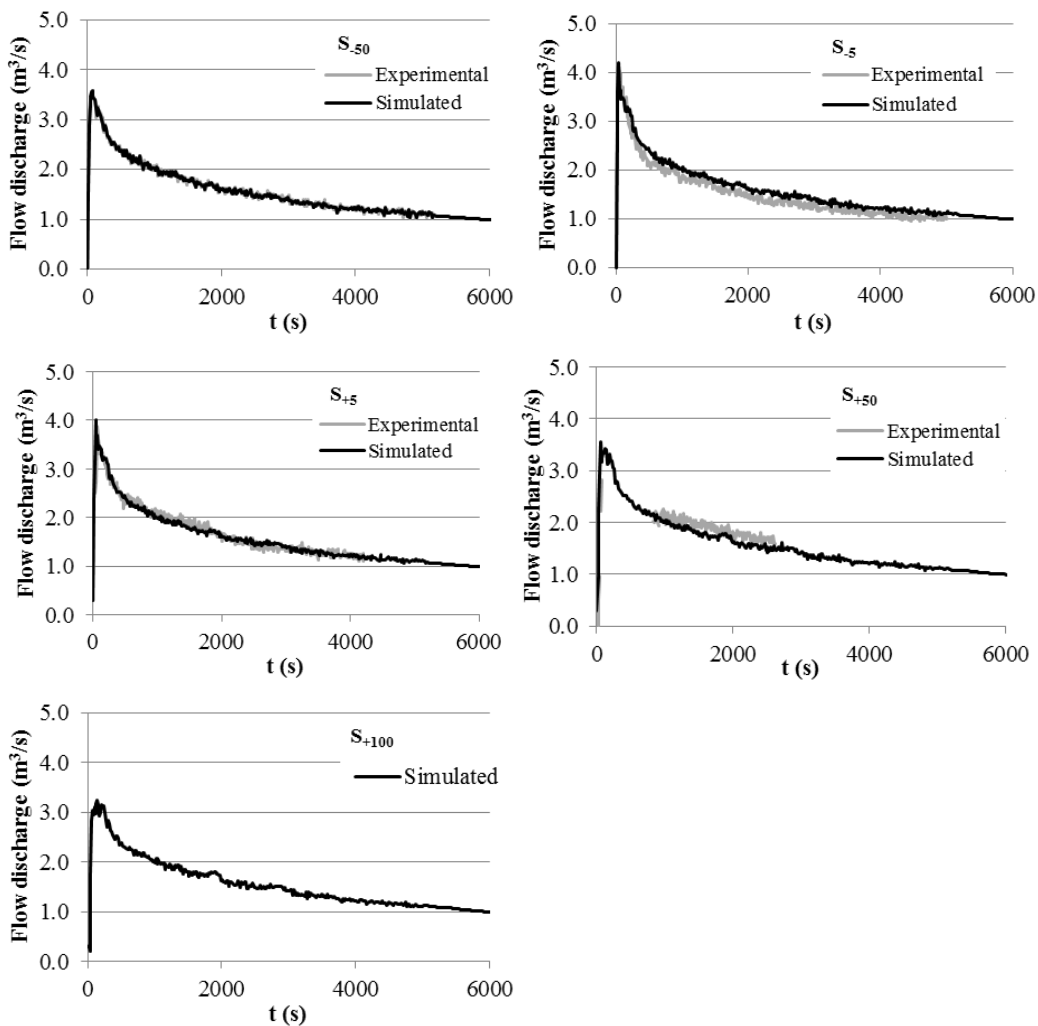 5.0
4.0
3.0
2.0
1.0
0.0
Flow discharge (m³/s)
S-50
Experimental
Simulated
0 2000 4000 6000
t (s)
5.0
4.0
3.0
2.0
1.0
0.0
Flow discharge (m³/s)
S-5
Experimental
Simulated
0 2000 4000 6000
t (s)
5.0
4.0
3.0
2.0
1.0
0.0
Flow discharge (m³/s)
S+5
Experimental
Simulated
0 2000 4000 6000
t (s)
5.0
4.0
3.0
2.0
1.0
0.0
Flow discharge (m³/s)
S+50
Experimental
Simulated
0 2000 4000 6000
t (s)
5.0
4.0
3.0
2.0
1.0
0.0
Flow discharge (m³/s)
S+100
Simulated
0 2000 4000 6000
t (s)